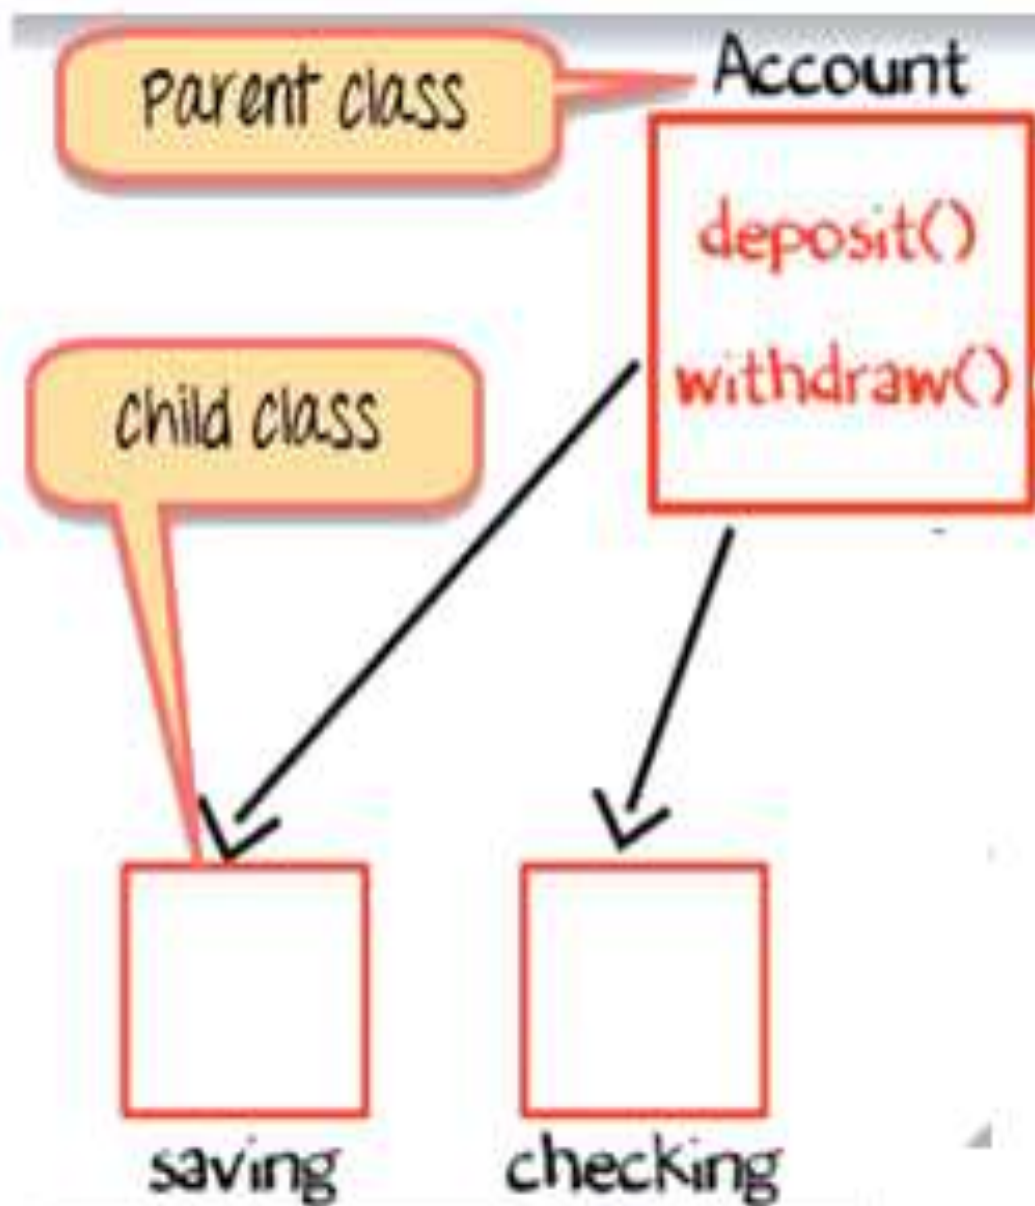 Parent class
Account
deposit()
withdraw()
child class
saving
checking